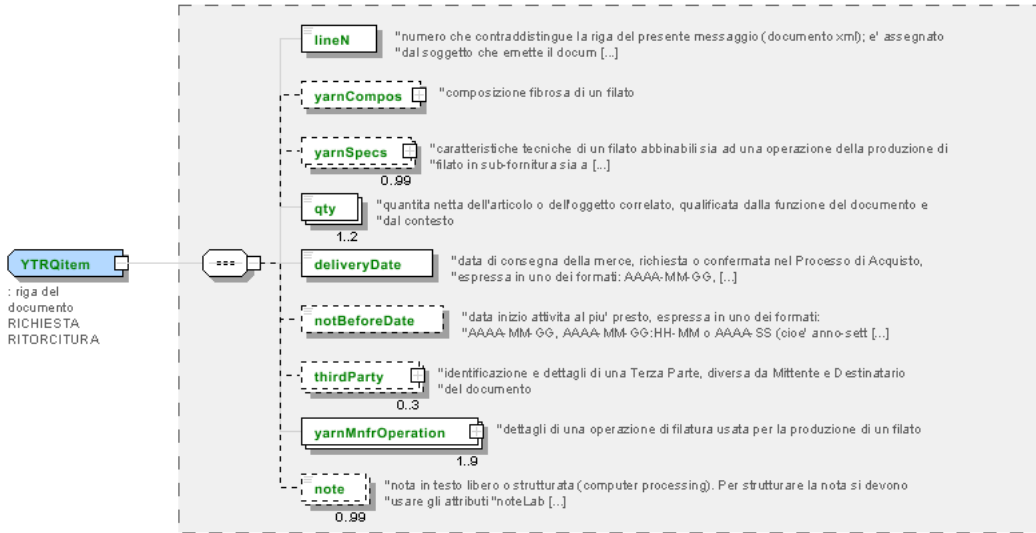 lineN
"numero che contraddistingue la riga del presente messaggio (documento xml); e' assegnato
"dal soggetto che emette il docum [...]
yarnCompos
"composizione fibrosa di un filato
yarnSpecs
"caratteristiche tecniche di un filato abbinabili sia ad una operazione della produzione di
"filato in sub-fornitura sia a [...]
0..99
qty
"quantita netta dell'articolo o dell'oggetto correlato, qualificata dalla funzione del documento e
"dal contesto
1..2
YTRQitem
: riga del
documento
RICHIESTA
RITORCITURA
deliveryDate
"data di consegna della merce, richiesta o confermata nel Processo di Acquisto,
"espressa in uno dei formati: AAAA-MM-GG, [...]
notBeforeDate
"data inizio attivita al piu' presto, espressa in uno dei formati:
"AAAA-MM-GG, AAAA-MM-GG:HH-MM o AAAA-SS (cioe' anno-sett [...]
thirdParty
"identificazione e dettagli di una Terza Parte, diversa da Mittente e Destinatario
"del documento
0..3
yarnMnfrOperation
"dettagli di una operazione di filatura usata per la produzione di un filato
1..9
note
"nota in testo libero o strutturata (computer processing). Per strutturare la nota si devono
"usare gli attributi "noteLab [...]
0..99